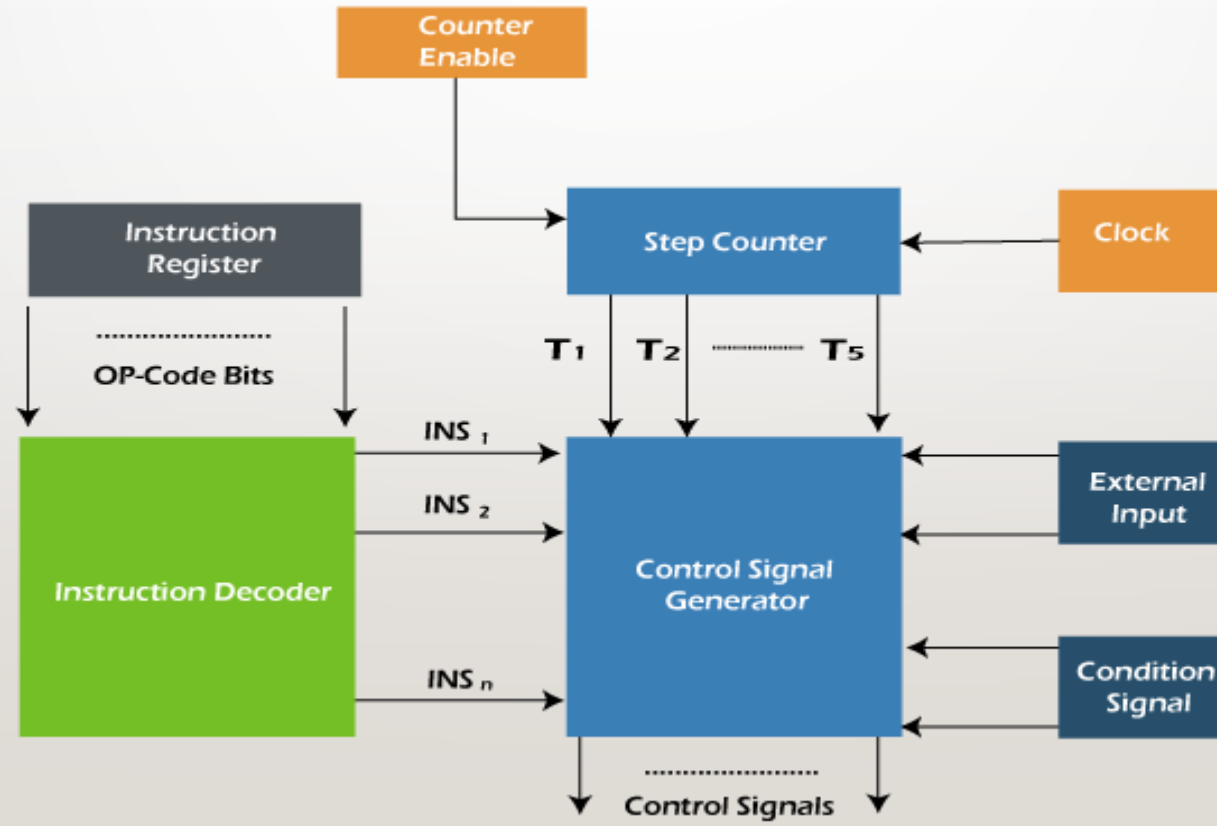 Counter
Enable
Instruction
Register
Step Counter
Clock
OP-Code Bits
T1 T2 T5
INS 1
INS 2
INS n
Instruction Decoder
Control Signal
Generator
External
Input
Condition
Signal
Control Signals